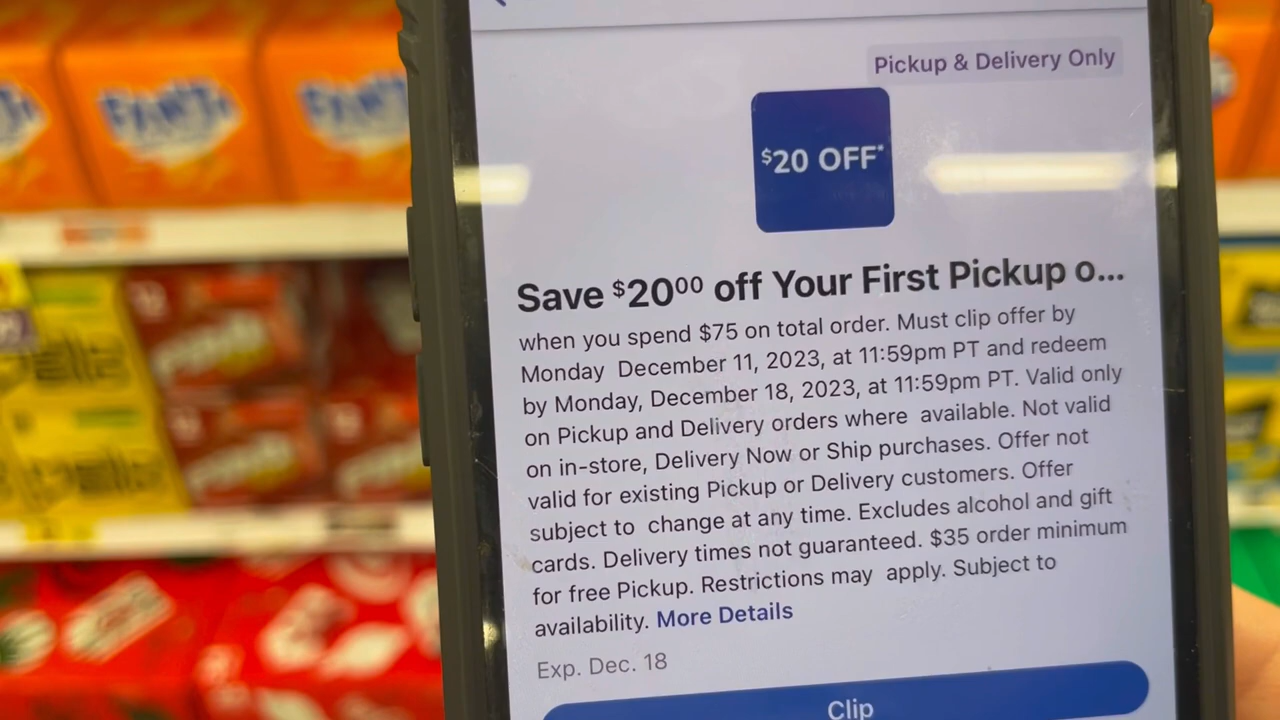 Pickup & Delivery Only
$20 OFF*
Save $20⁰⁰ off Your First Pickup o...
when you spend $75 on total order. Must clip offer by
Monday December 11, 2023, at 11:59pm PT and redeem
by Monday, December 18, 2023, at 11:59pm PT. Valid only
on Pickup and Delivery orders where available. Not valid
on in-store, Delivery Now or Ship purchases. Offer not
valid for existing Pickup or Delivery customers. Offer
subject to change at any time. Excludes alcohol and gift
cards. Delivery times not guaranteed. $35 order minimum
for free Pickup. Restrictions may apply. Subject to
availability. More Details
Exp. Dec. 18
Clip